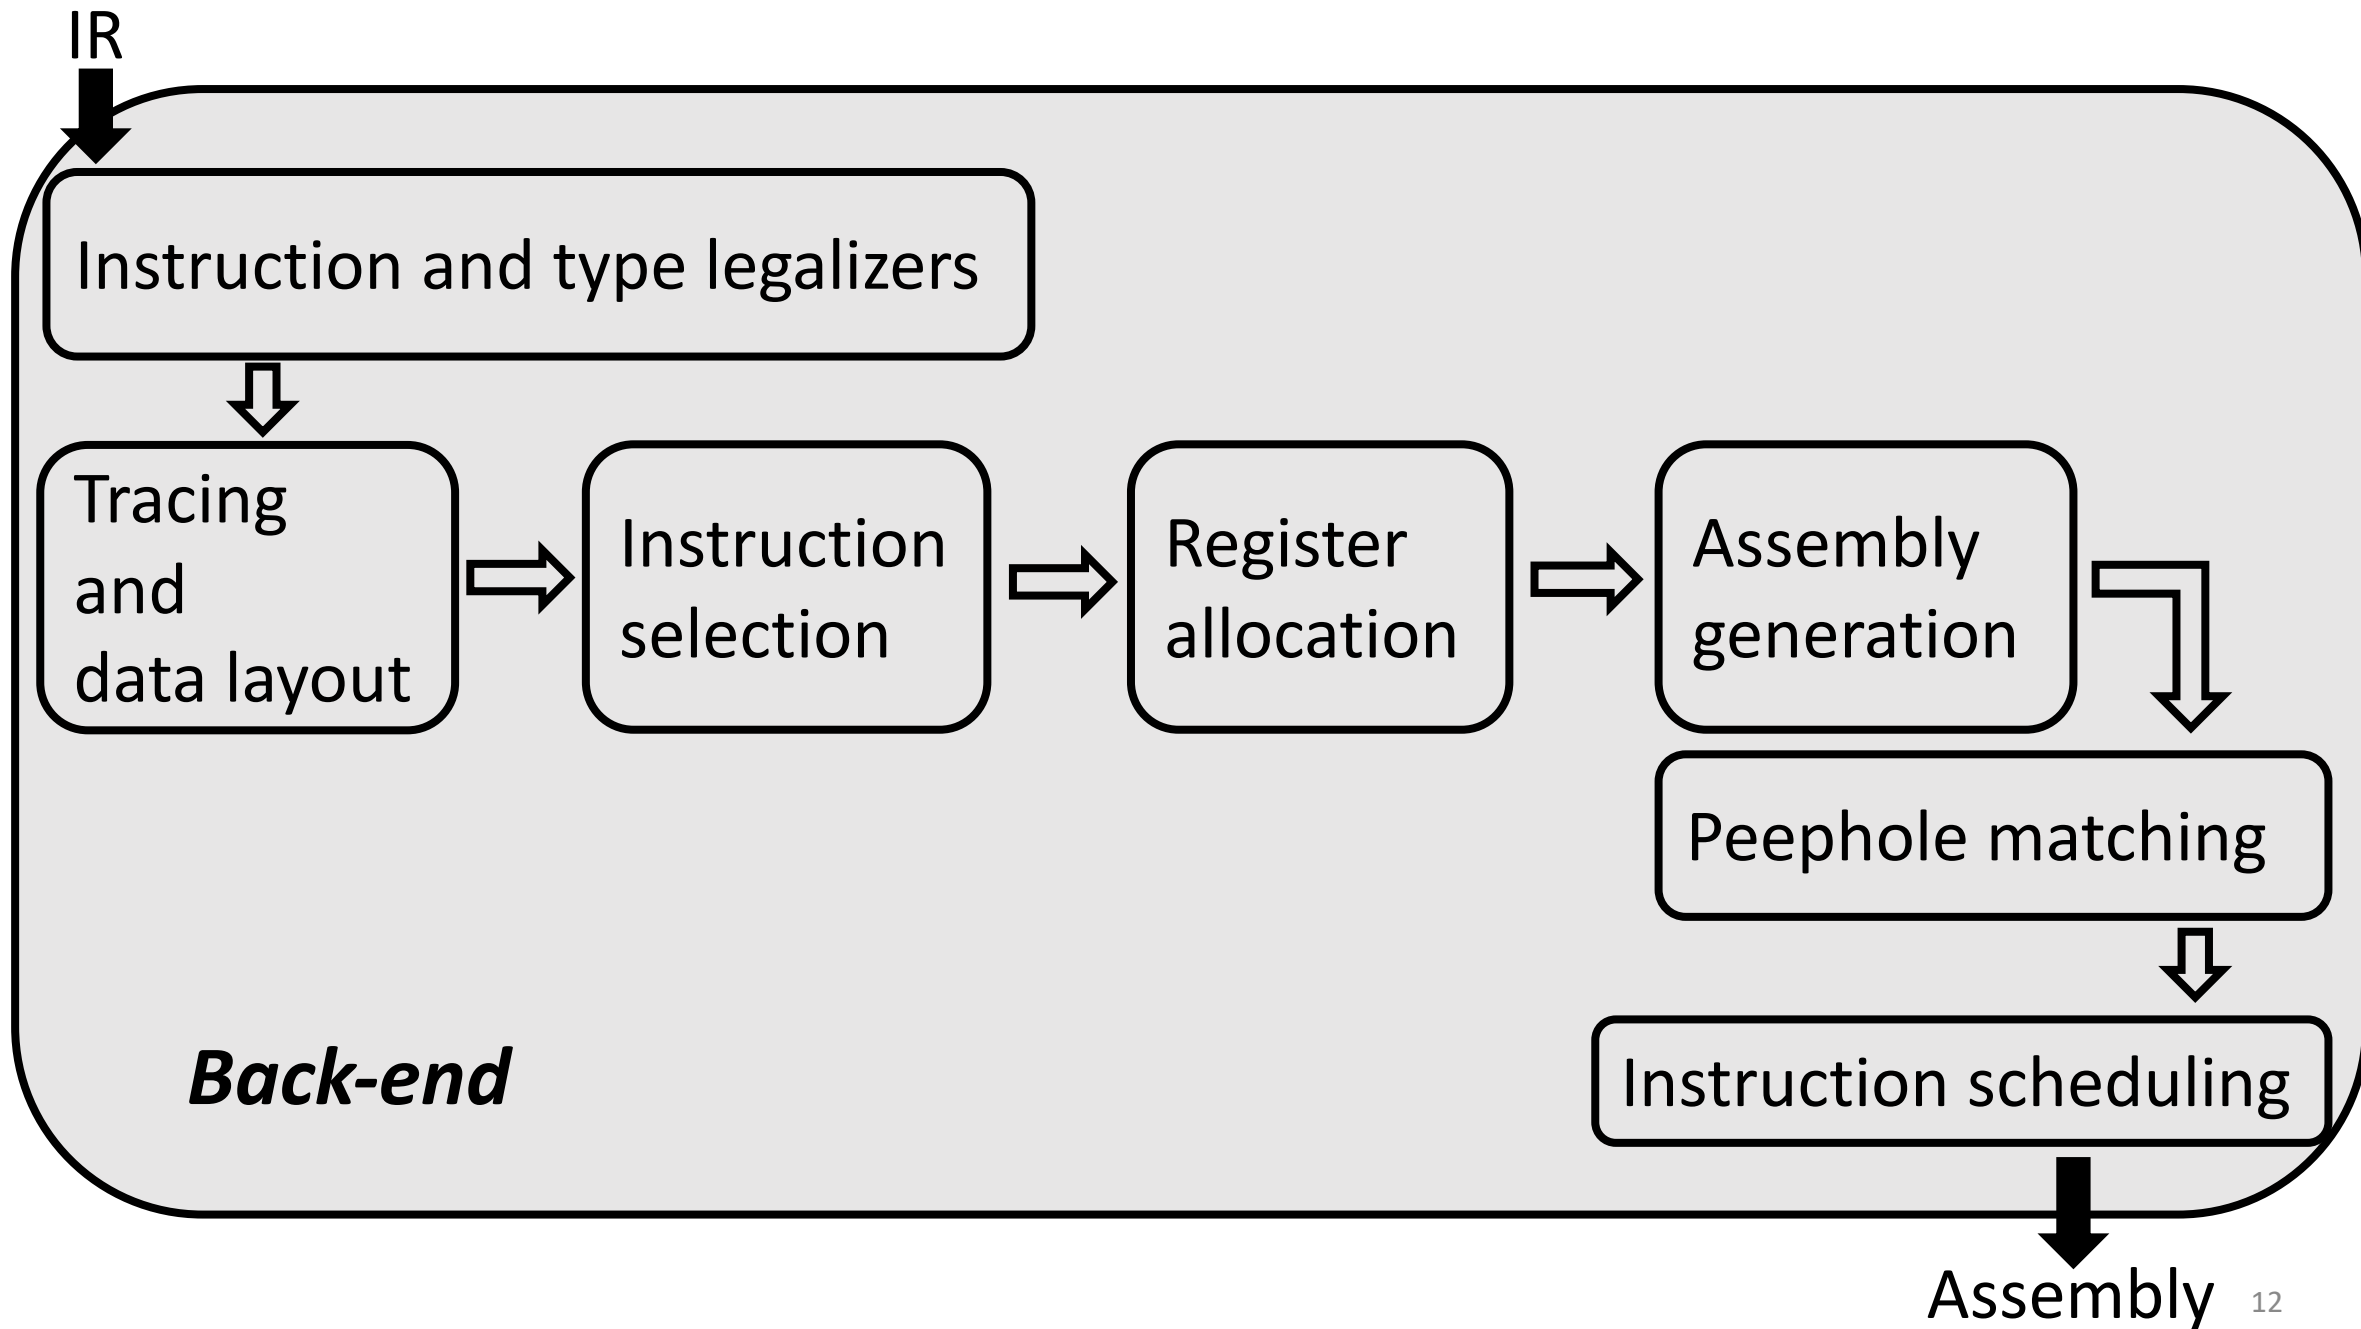 IR
Instruction and type legalizers
Tracing
and
data layout
Instruction
selection
Register
allocation
Assembly
generation
Peephole matching
Instruction scheduling
Back-end
Assembly
12